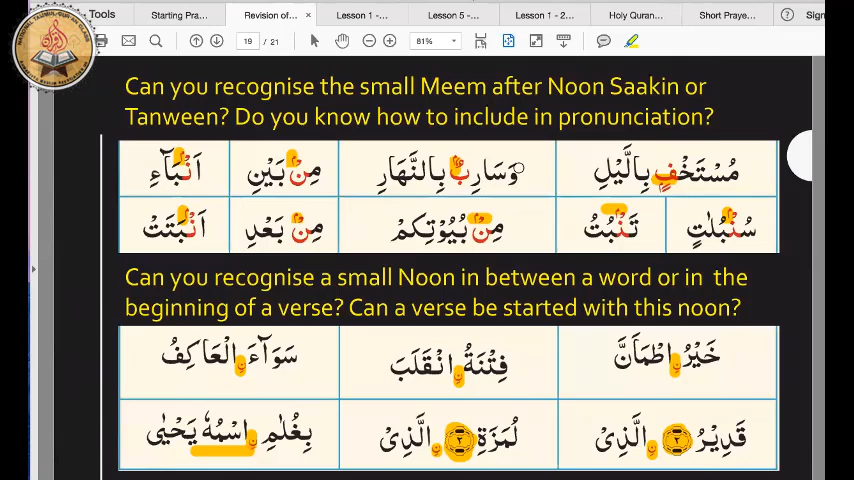 Tools Starting Pra... Revision of... × Lesson 1 -... Lesson 5 -... Lesson 1 - 2... Holy Quran... Short Praye... Sign
19 / 21 81%
Can you recognise the small Meem after Noon Saakin or
Tanween? Do you know how to include in pronunciation?
مُسْتَخْفٍ بِالَّيْلِ وَسَارِبٌ بِالنَّهَارِ مِنْ بَيْنِ اَنْبَآءِ
سُنْبُلٰتٍ تَنْبُتُ مِنْ بُيُوْتِكُمْ مِنْ بَعْدِ اَنْبَتَتْ
Can you recognise a small Noon in between a word or in the
beginning of a verse? Can a verse be started with this noon?
خَيْرُ ۨ اطْمَاَنَّ فِتْنَةُ ۨ انْقَلَبَ سَوَآءَ ۨ الْعَاكِفُ
قَدِيْرُ ۨ الَّذِىْ لُمَزَةِ ۨ الَّذِىْ بِغُلٰمِ ۨ اسْمُهٗ يَحْيٰى